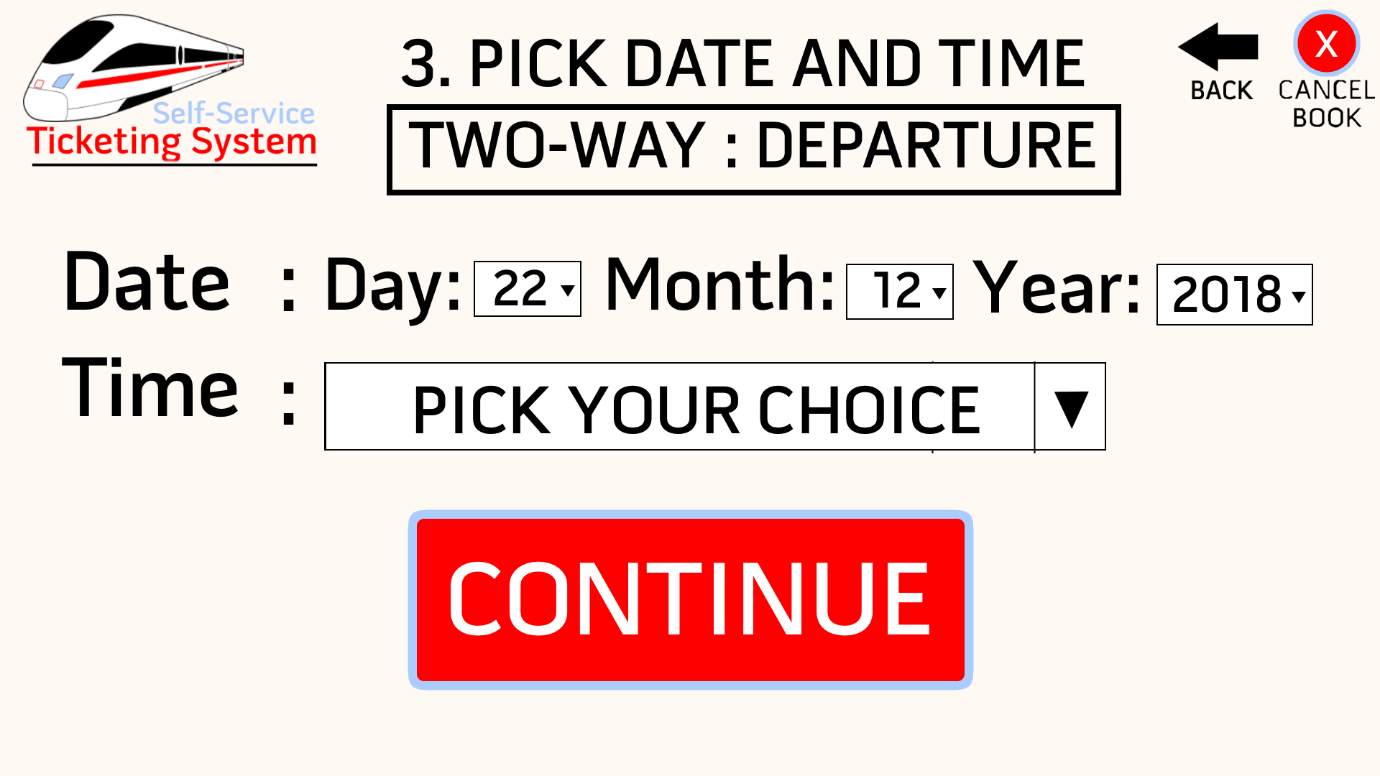 3. PICK DATE AND TIME
BACK
X
CANCEL
BOOK
Self-Service
Ticketing System
TWO-WAY : DEPARTURE
Date : Day: 22 Month: 12 Year: 2018
Time : PICK YOUR CHOICE
CONTINUE